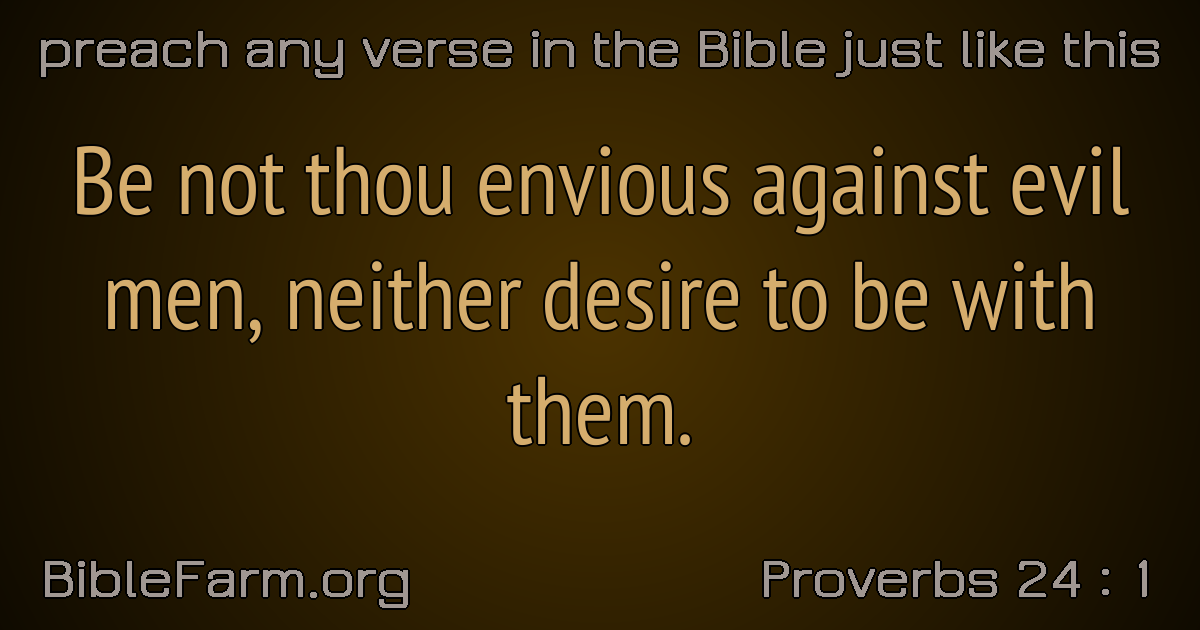 preach any verse in the Bible just like this
Be not thou envious against evil
men, neither desire to be with
them.
BibleFarm.org
Proverbs 24 : 1